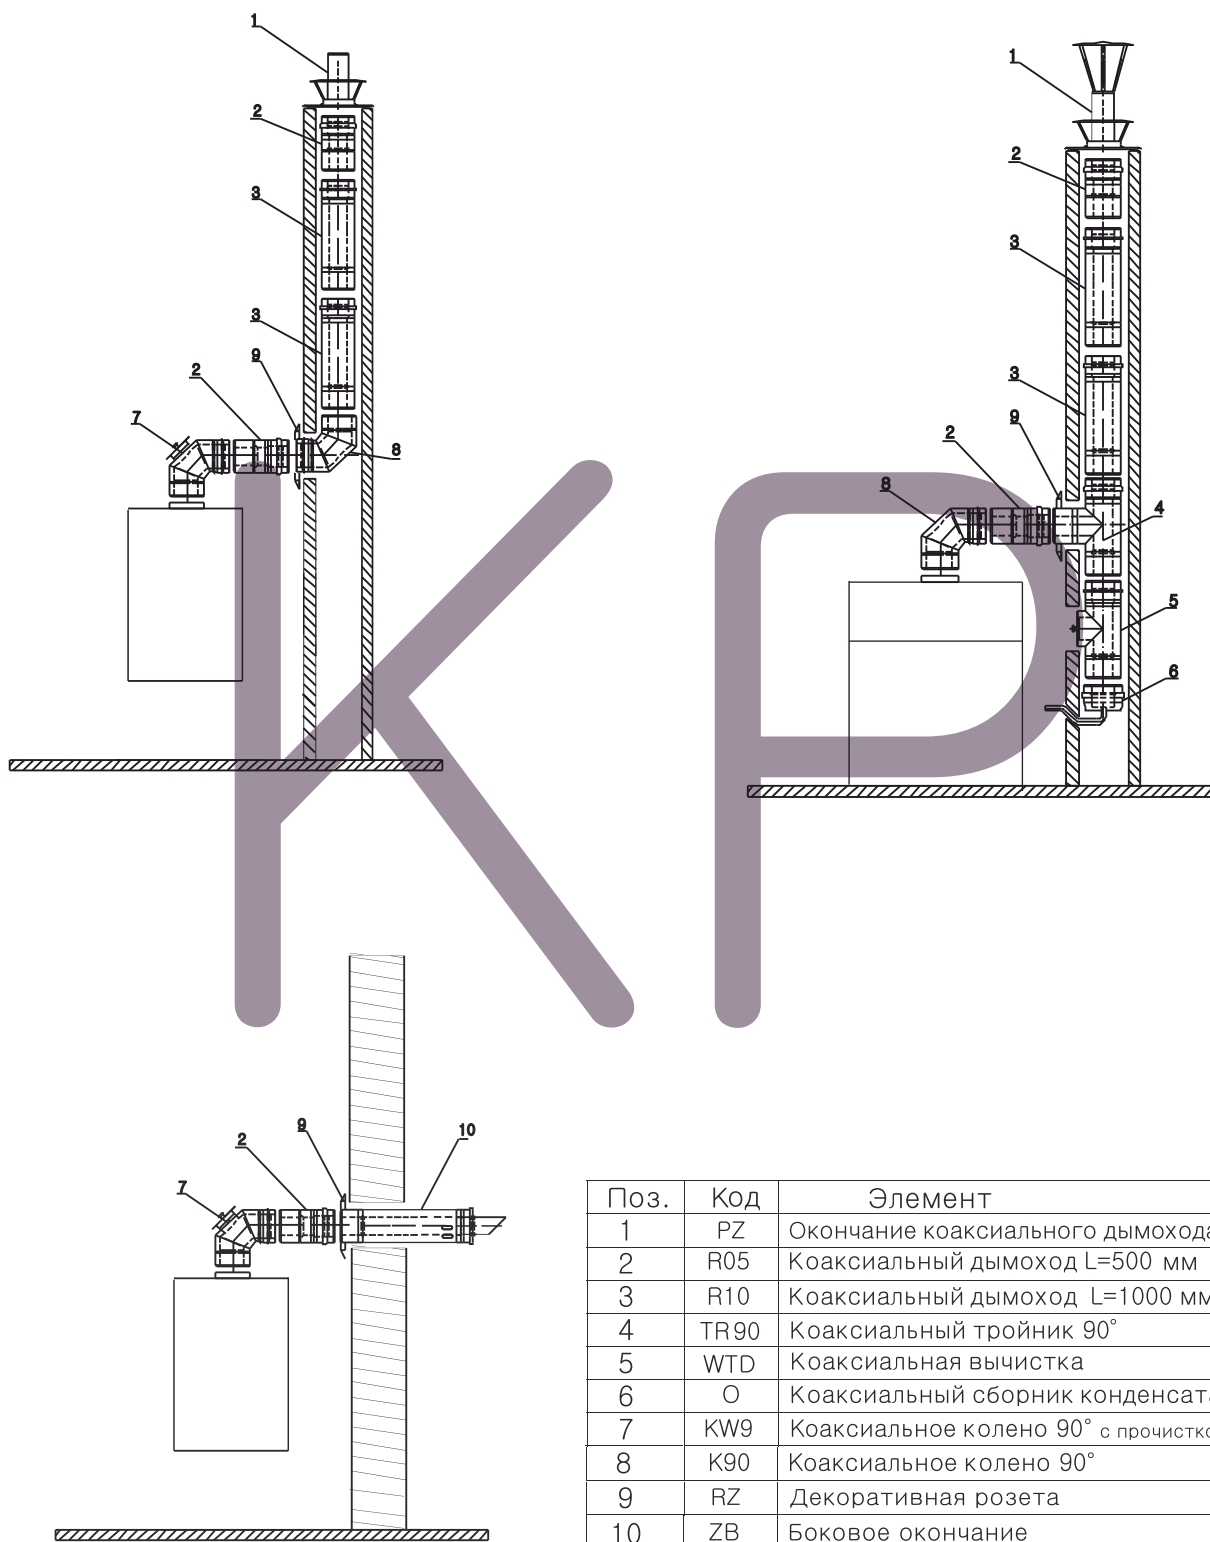 1
2
3
3
9
2
7
8
1
2
3
3
9
2
8
4
5
6
KP
9
10
2
7
Поз. Код Элемент
1 PZ Окончание коаксиального дымохода
2 R05 Коаксиальный дымоход L=500 мм
3 R10 Коаксиальный дымоход L=1000 мм
4 TR90 Коаксиальный тройник 90°
5 WTD Коаксиальная вычистка
6 O Коаксиальный сборник конденсат
7 KW9 Коаксиальное колено 90° с прочистко
8 K90 Коаксиальное колено 90°
9 RZ Декоративная розета
10 ZB Боковое окончание